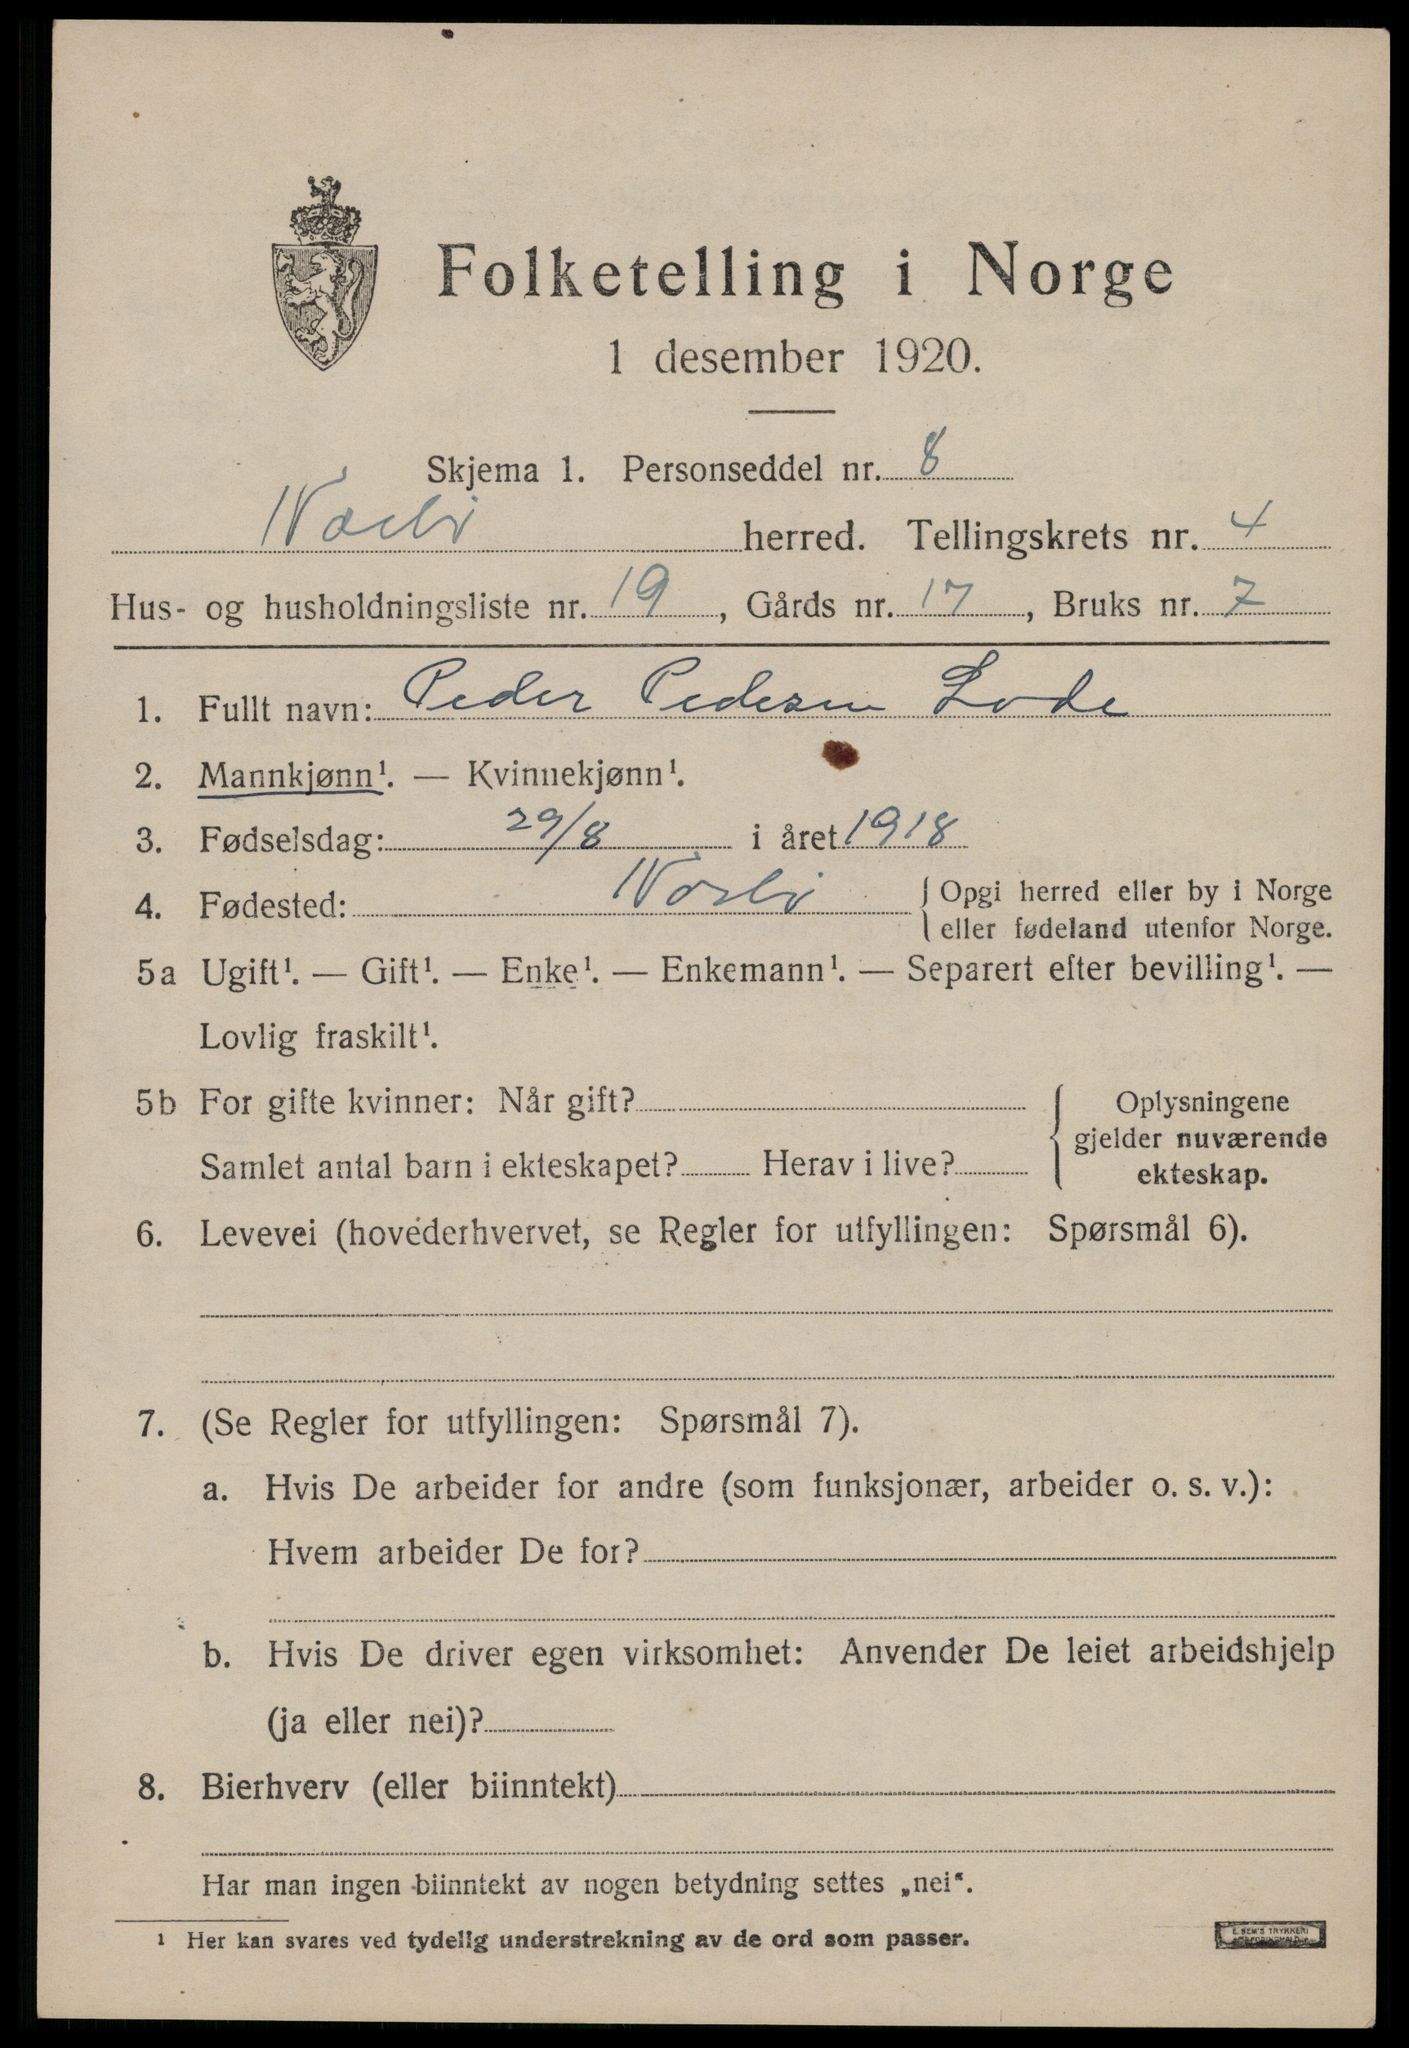 Folketelling i Norge
1 desember 1920.
Skjema 1. Personseddel nr. 8
Nærbø herred. Tellingskrets nr. 4
Hus- og husholdningsliste nr. 19, Gårds nr. 17, Bruks nr. 7
1. Fullt navn: Peder Pedersen Lode
2. Mannkjønn¹. — Kvinnekjønn¹.
3. Fødselsdag: 29/8 i året 1918
4. Fødested: Nærbø { Opgi herred eller by i Norge
eller fødeland utenfor Norge.
5a Ugift¹. — Gift¹. — Enke¹. — Enkemann¹. — Separert efter bevilling¹. —
Lovlig fraskilt¹.
5b For gifte kvinner: Når gift? { Oplysningene
gjelder nuværende
Samlet antal barn i ekteskapet? Herav i live? ekteskap.
6. Levevei (hovederhvervet, se Regler for utfyllingen: Spørsmål 6).
7. (Se Regler for utfyllingen: Spørsmål 7).
a. Hvis De arbeider for andre (som funksjonær, arbeider o. s. v.):
Hvem arbeider De for?
b. Hvis De driver egen virksomhet: Anvender De leiet arbeidshjelp
(ja eller nei)?
8. Bierhverv (eller biinntekt)
Har man ingen biinntekt av nogen betydning settes „nei“.
¹ Her kan svares ved tydelig understrekning av de ord som passer.
E. SEM'S TRYKKERI